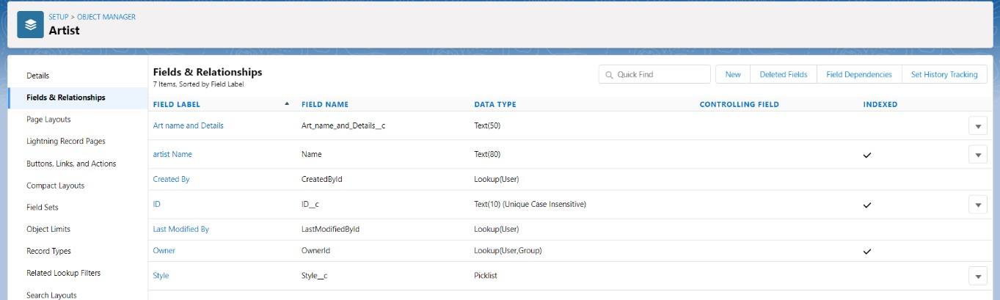 SETUP > OBJECT MANAGER
Artist
Details
Fields & Relationships
Page Layouts
Lightning Record Pages
Buttons, Links, and Actions
Compact Layouts
Field Sets
Object Limits
Record Types
Related Lookup Filters
Search Layouts
Fields & Relationships
7 Items, Sorted by Field Label
Quick Find
New Deleted Fields Field Dependencies Set History Tracking
FIELD LABEL FIELD NAME DATA TYPE CONTROLLING FIELD INDEXED
Art name and Details Art_name_and_Details__c Text(50)
artist Name Name Text(80)
Created By CreatedById Lookup(User)
ID ID__c Text(10) (Unique Case Insensitive)
Last Modified By LastModifiedById Lookup(User)
Owner OwnerId Lookup(User,Group)
Style Style__c Picklist